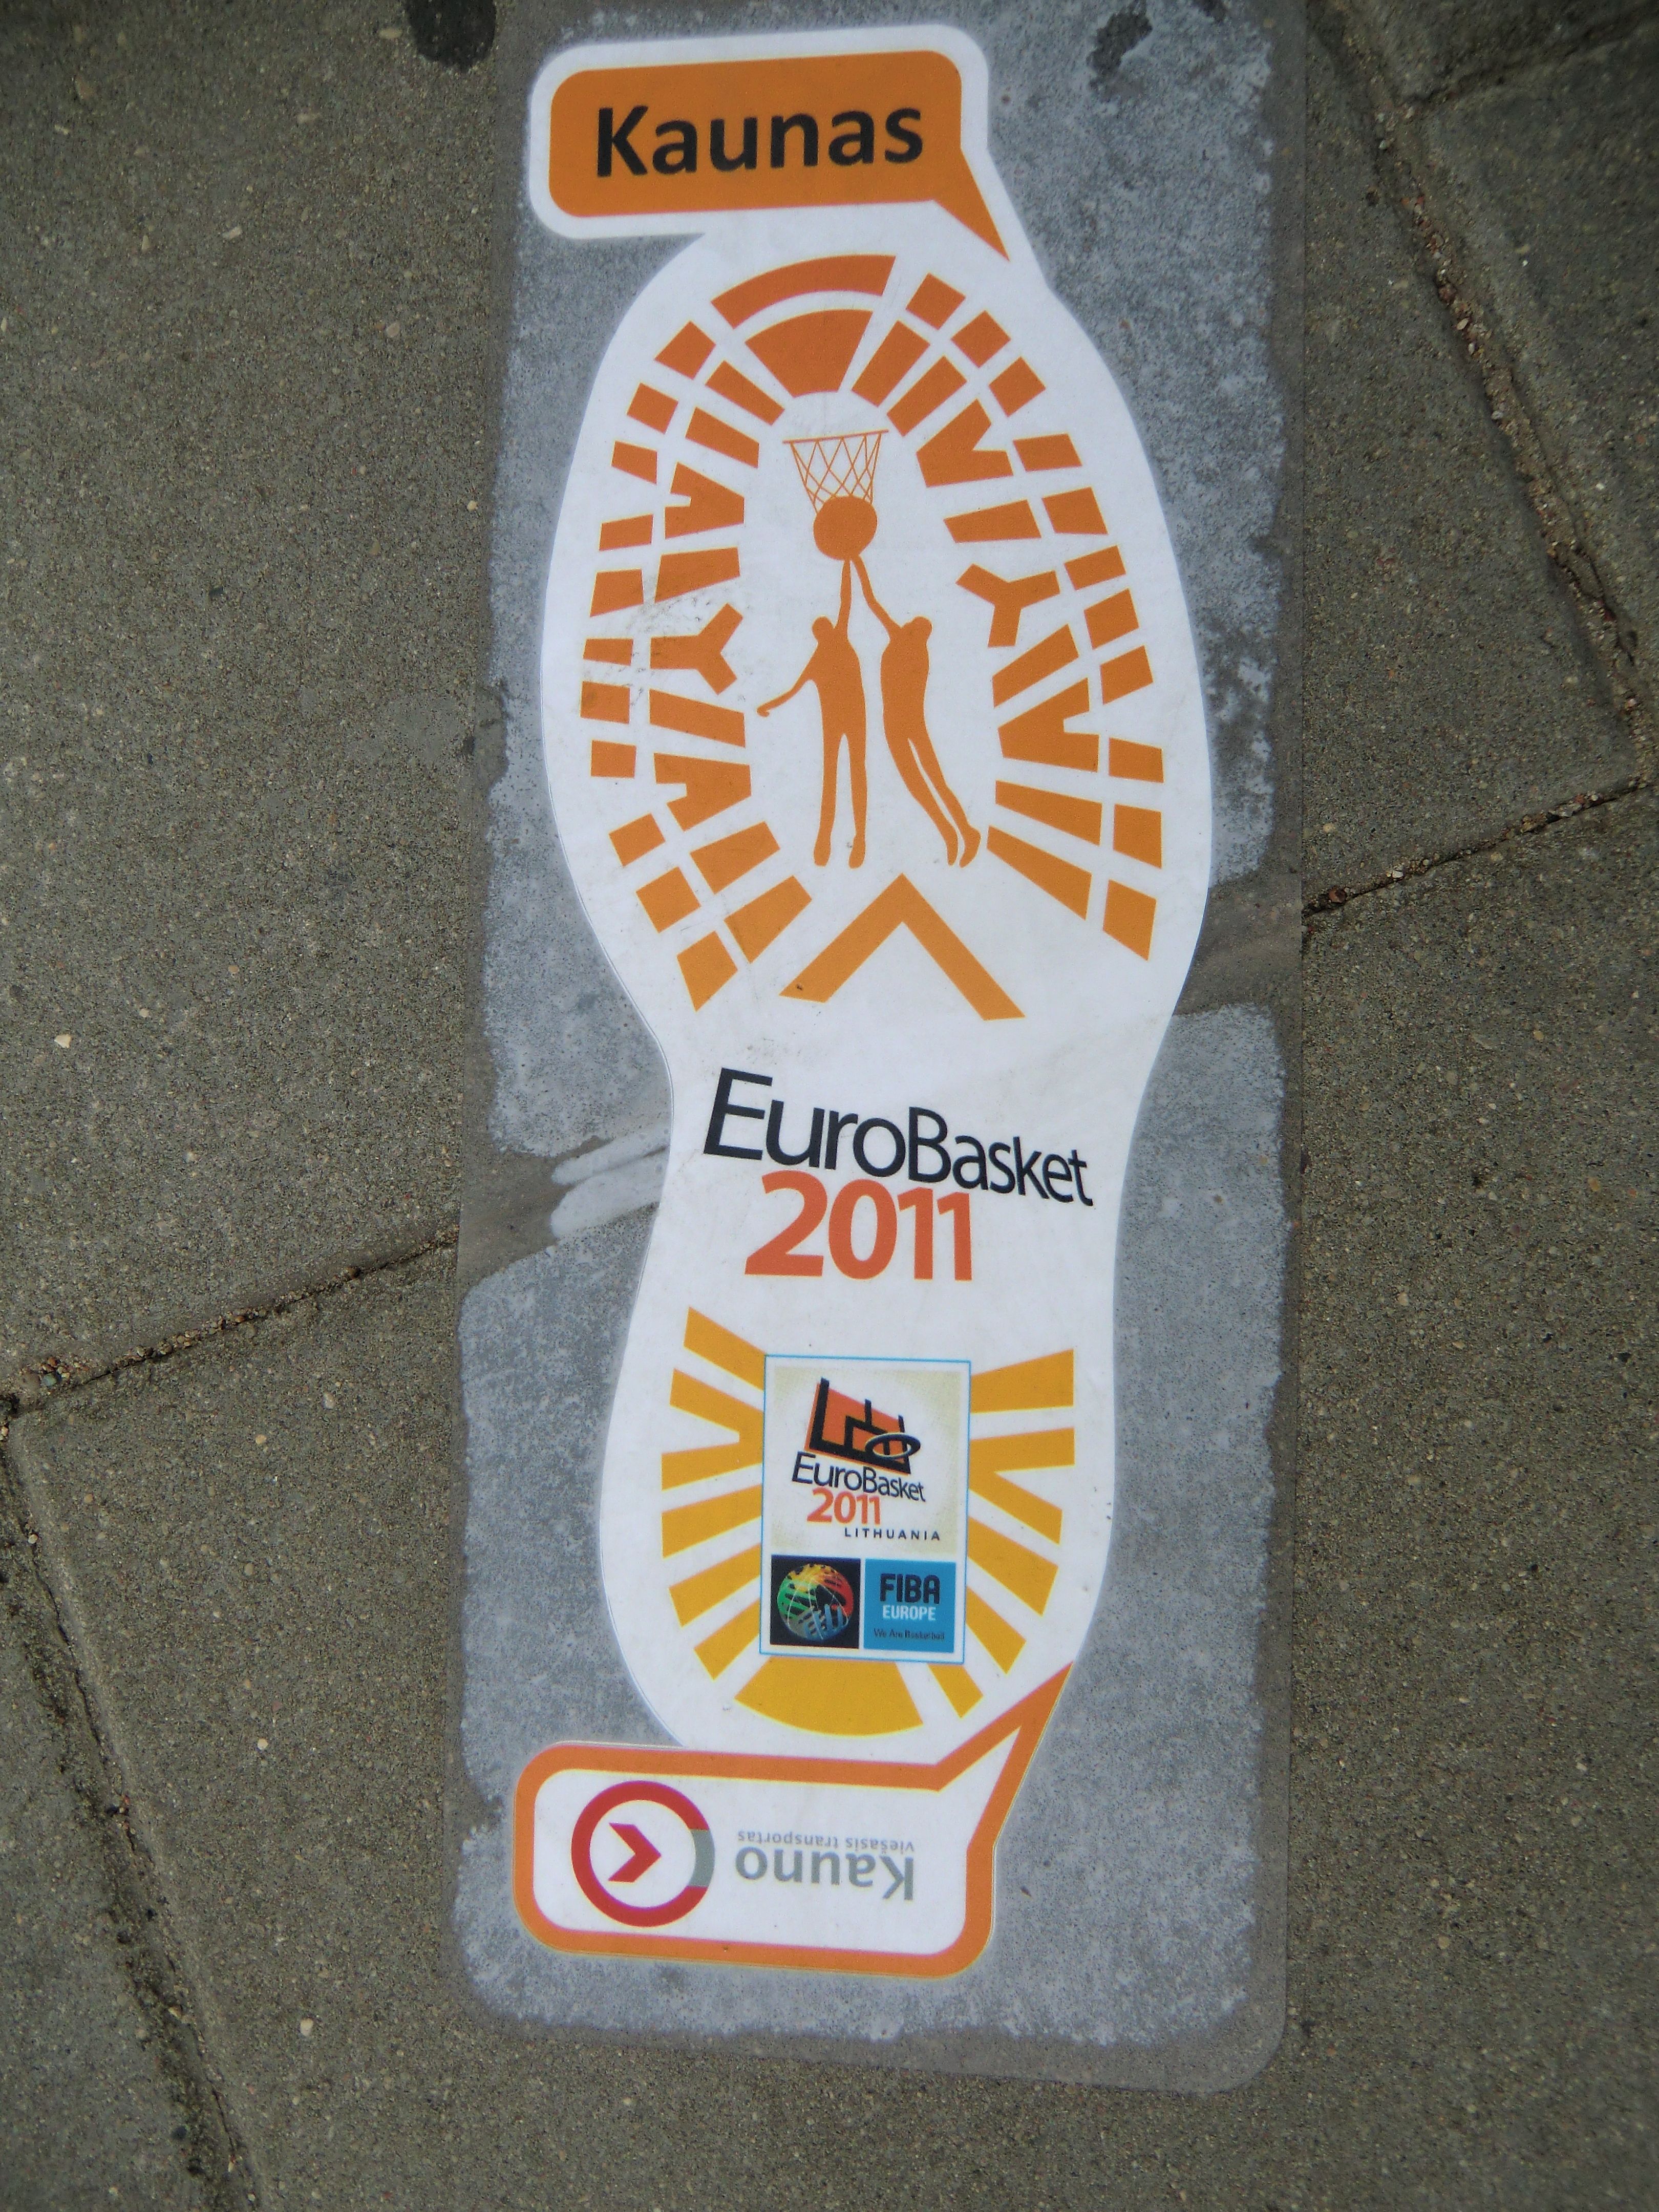 Kaunas
EuroBasket
2011
EuroBasket
2011
LITHUANIA
FIBA
EUROPE
We Are Basketball
Kauno
viešasis transportas